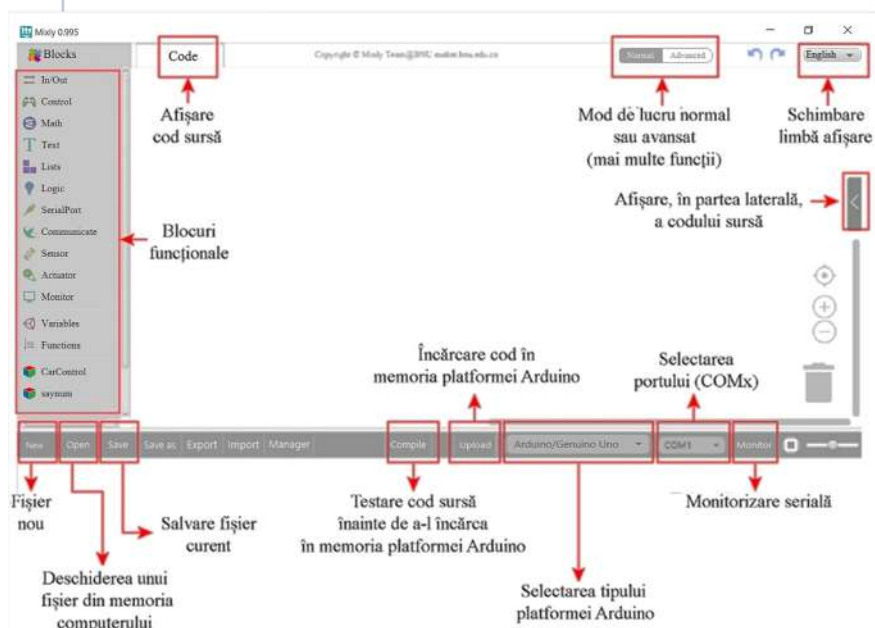 Mixly 0.995
Blocks
Code
Copyright © Mixly Team@BNU maker.bnu.edu.cn
Normal
Advanced
English
In/Out
Control
Math
Text
Lists
Logic
SerialPort
Communicate
Sensor
Actuator
Monitor
Variables
Functions
CarControl
saynum
Afișare
cod sursă
Mod de lucru normal
sau avansat
(mai multe funcții)
Schimbare
limbă afișare
Afișare, în partea laterală,
a codului sursă
Blocuri
funcționale
Încărcare cod în
memoria platformei Arduino
Selectarea
portului (COMx)
New
Open
Save
Save as
Export
Import
Manager
Compile
Upload
Arduino/Genuino Uno
COM1
Monitor
Fișier
nou
Salvare fișier
curent
Testare cod sursă
înainte de a-l încărca
în memoria platformei Arduino
Monitorizare serială
Deschiderea unui
fișier din memoria
computerului
Selectarea tipului
platformei Arduino